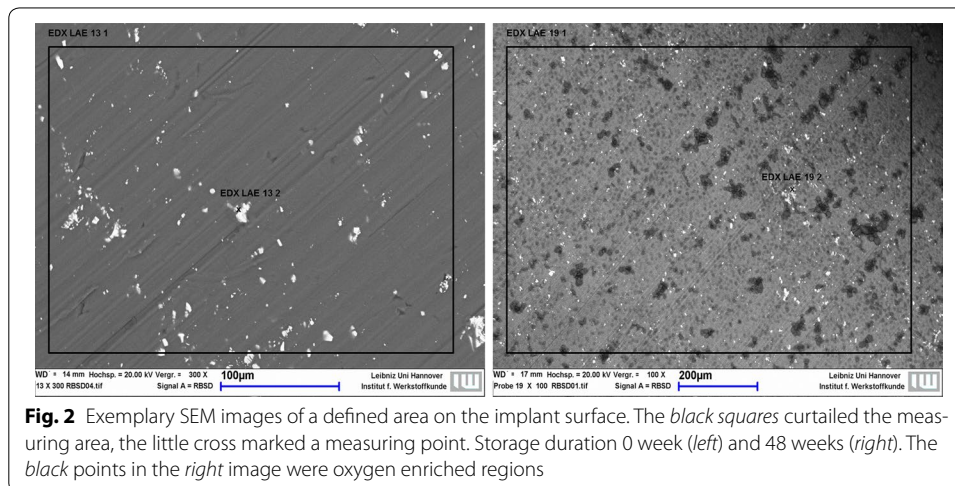 EDX LAE 13 1
EDX LAE 13 2
WD = 14 mm Hochsp. = 20.00 kV Vergr. = 300 X 100µm Leibniz Uni Hannover
13 X 300 RBSD04.tif Signal A = RBSD Institut f. Werkstoffkunde
EDX LAE 19 1
EDX LAE 19 2
WD = 17 mm Hochsp. = 20.00 kV Vergr. = 100 X 200µm Leibniz Uni Hannover
Probe 19 X 100 RBSD01.tif Signal A = RBSD Institut f. Werkstoffkunde
Fig. 2 Exemplary SEM images of a defined area on the implant surface. The black squares curtailed the meas-
uring area, the little cross marked a measuring point. Storage duration 0 week (left) and 48 weeks (right). The
black points in the right image were oxygen enriched regions